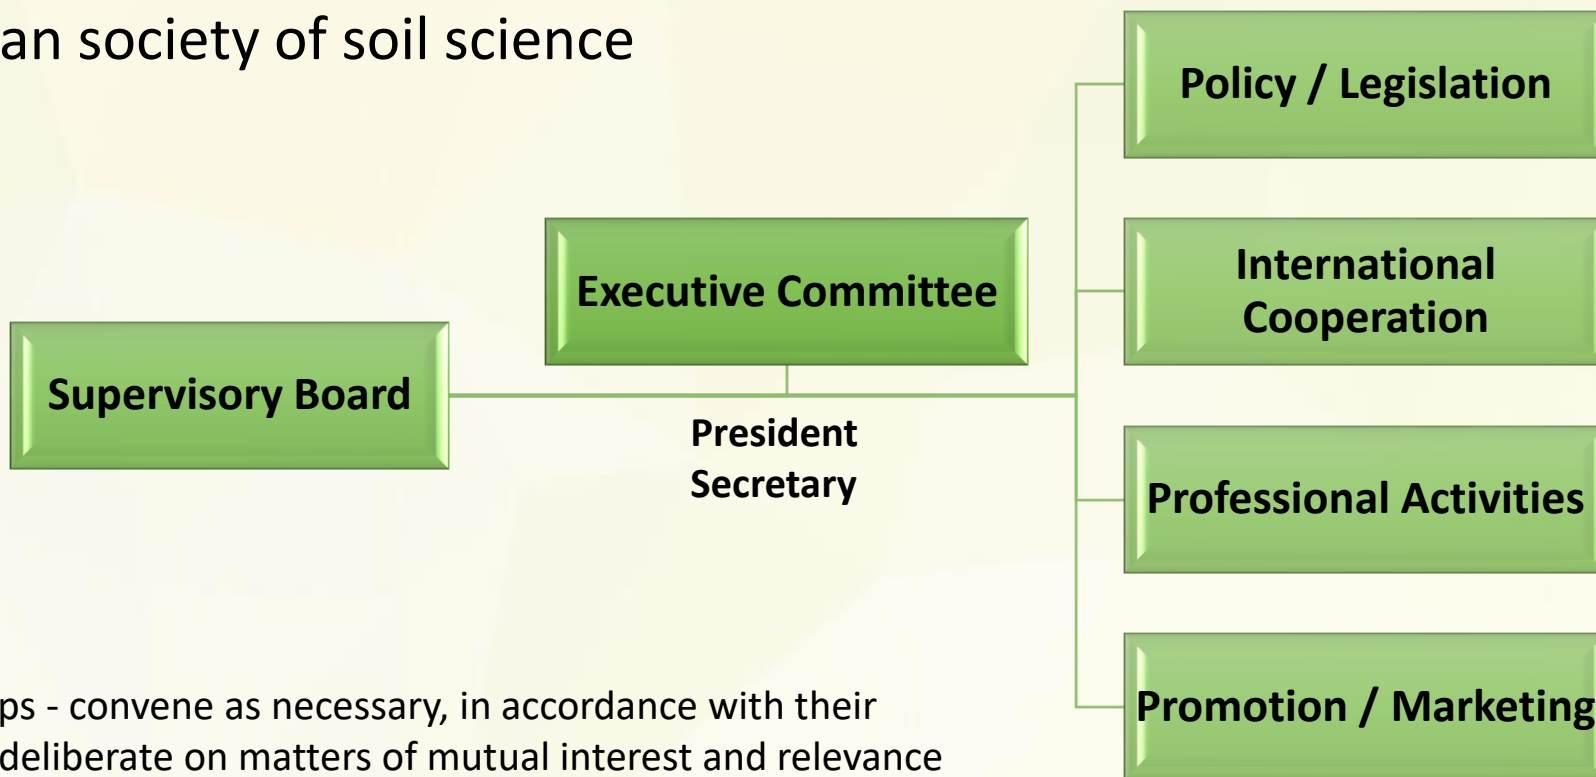 an society of soil science
Policy / Legislation
International
Cooperation
Executive Committee
Supervisory Board
President
Secretary
Professional Activities
Promotion / Marketing
ps - convene as necessary, in accordance with their
deliberate on matters of mutual interest and relevance